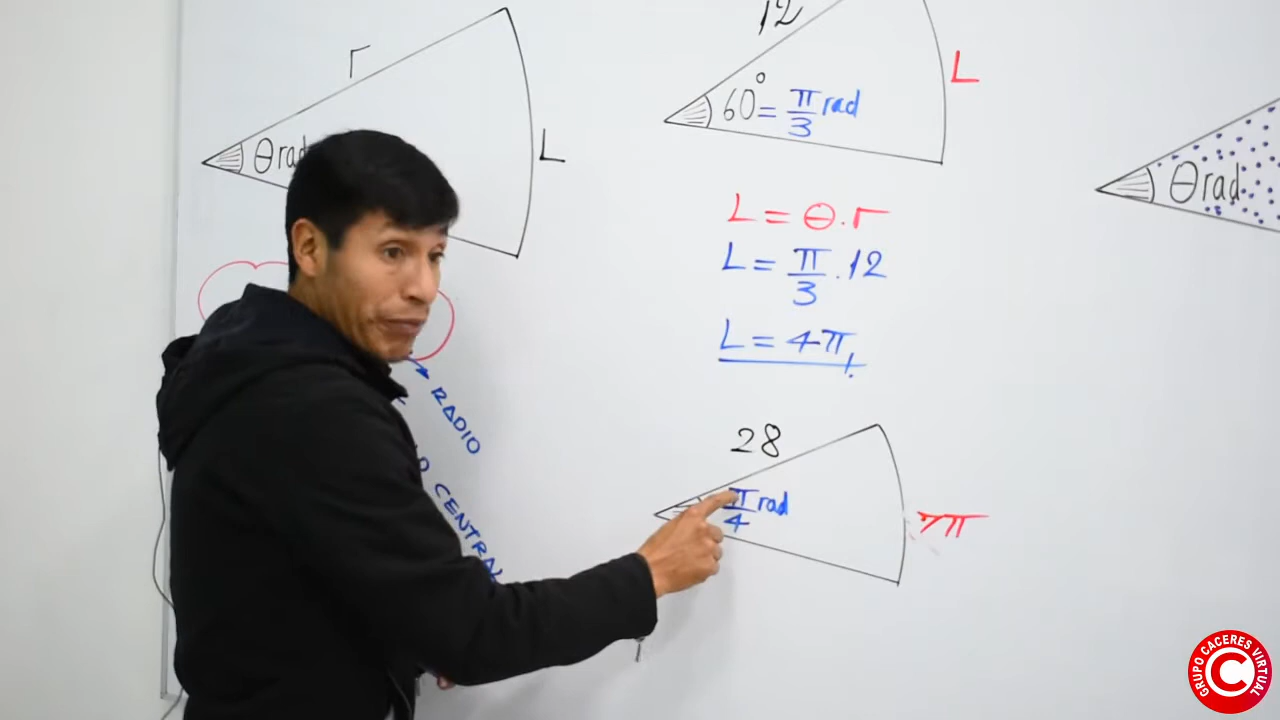 r
θ rad
L
RADIO
CENTRAL
12
60° = π/3 rad
L
L = θ . r
L = π/3 . 12
L = 4π
28
π/4 rad
7π
θ rad
GRUPO CACERES VIRTUAL
C